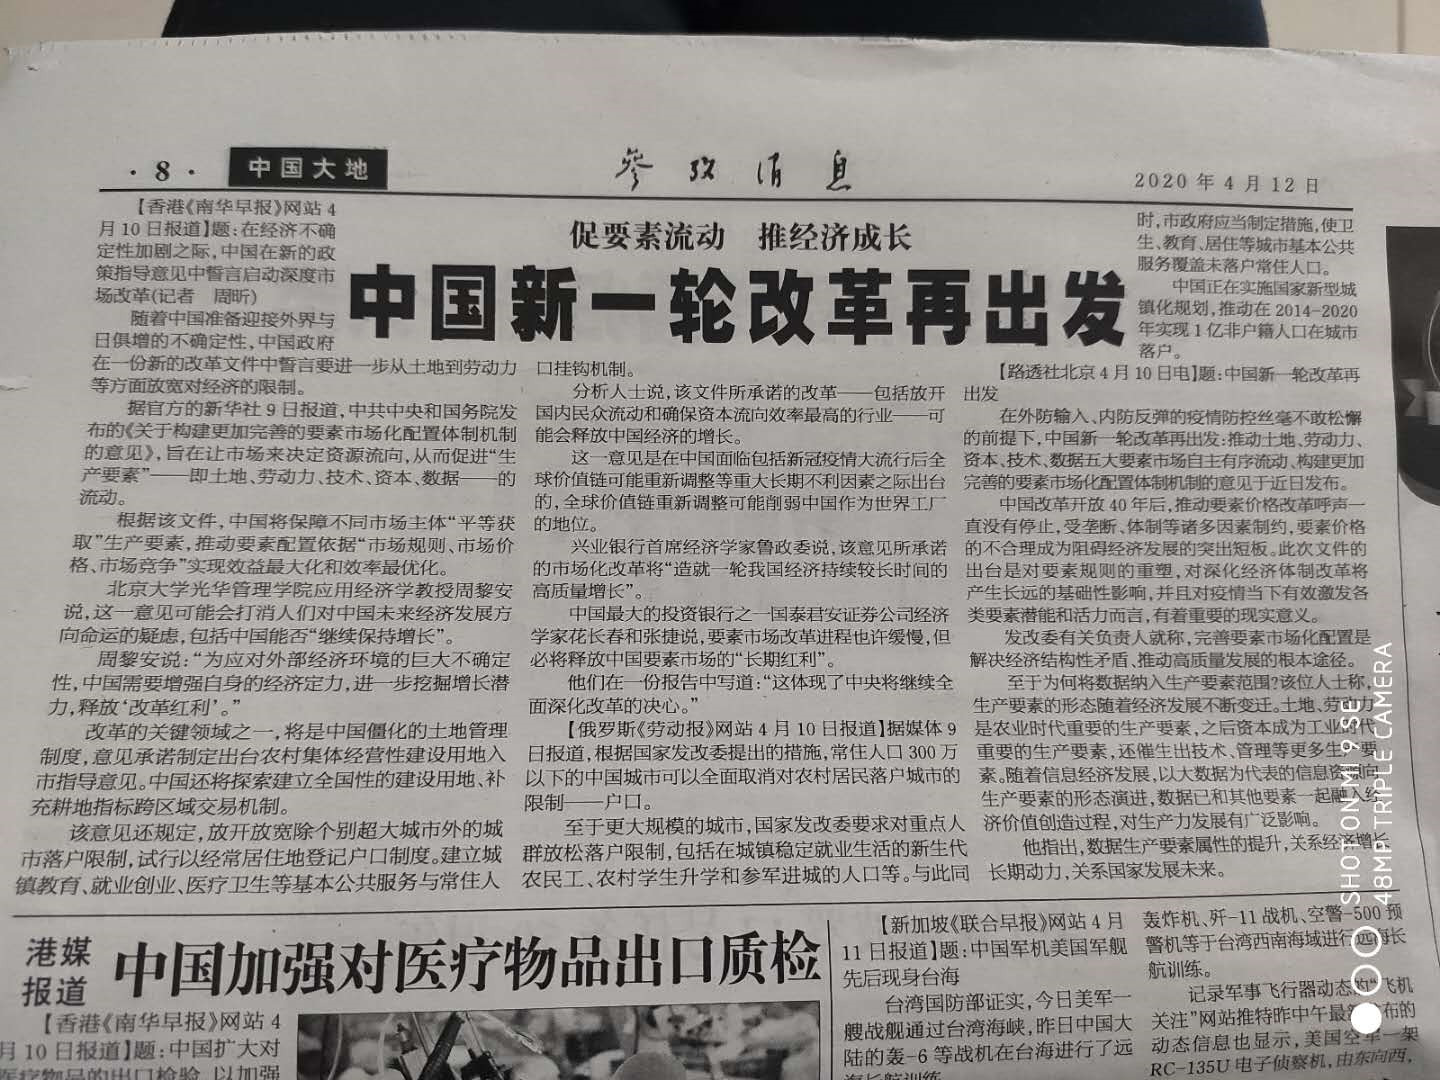 ·8·
中国大地
参考消息
2020年4月12日
促要素流动 推经济成长
中国新一轮改革再出发
【香港《南华早报》网站4
月10日报道】题:在经济不确
定性加剧之际,中国在新的政
策指导意见中誓言启动深度市
场改革(记者 周昕)
随着中国准备迎接外界与
日俱增的不确定性,中国政府
在一份新的改革文件中誓言要进一步从土地到劳动力
等方面放宽对经济的限制。
据官方的新华社9日报道,中共中央和国务院发
布的《关于构建更加完善的要素市场化配置体制机制
的意见》,旨在让市场来决定资源流向,从而促进“生
产要素”——即土地、劳动力、技术、资本、数据——的
流动。
根据该文件,中国将保障不同市场主体“平等获
取”生产要素,推动要素配置依据“市场规则、市场价
格、市场竞争”实现效益最大化和效率最优化。
北京大学光华管理学院应用经济学教授周黎安
说,这一意见可能会打消人们对中国未来经济发展方
向命运的疑虑,包括中国能否“继续保持增长”。
周黎安说:“为应对外部经济环境的巨大不确定
性,中国需要增强自身的经济定力,进一步挖掘增长潜
力,释放‘改革红利’。”
改革的关键领域之一,将是中国僵化的土地管理
制度,意见承诺制定出台农村集体经营性建设用地入
市指导意见。中国还将探索建立全国性的建设用地、补
充耕地指标跨区域交易机制。
该意见还规定,放开放宽除个别超大城市外的城
市落户限制,试行以经常居住地登记户口制度。建立城
镇教育、就业创业、医疗卫生等基本公共服务与常住人
口挂钩机制。
分析人士说,该文件所承诺的改革——包括放开
国内民众流动和确保资本流向效率最高的行业——可
能会释放中国经济的增长。
这一意见是在中国面临包括新冠疫情大流行后全
球价值链可能重新调整等重大长期不利因素之际出台
的,全球价值链重新调整可能削弱中国作为世界工厂
的地位。
兴业银行首席经济学家鲁政委说,该意见所承诺
的市场化改革将“造就一轮我国经济持续较长时间的
高质量增长”。
中国最大的投资银行之一国泰君安证券公司经济
学家花长春和张捷说,要素市场改革进程也许缓慢,但
必将释放中国要素市场的“长期红利”。
他们在一份报告中写道:“这体现了中央将继续全
面深化改革的决心。”
【俄罗斯《劳动报》网站4月10日报道】据媒体9
日报道,根据国家发改委提出的措施,常住人口300万
以下的中国城市可以全面取消对农村居民落户城市的
限制——户口。
至于更大规模的城市,国家发改委要求对重点人
群放松落户限制,包括在城镇稳定就业生活的新生代
农民工、农村学生升学和参军进城的人口等。与此同
时,市政府应当制定措施,使卫
生、教育、居住等城市基本公共
服务覆盖未落户常住人口。
中国正在实施国家新型城
镇化规划,推动在2014-2020
年实现1亿非户籍人口在城市
落户。
【路透社北京4月10日电】题:中国新一轮改革再
出发
在外防输入、内防反弹的疫情防控丝毫不敢松懈
的前提下,中国新一轮改革再出发:推动土地、劳动力、
资本、技术、数据五大要素市场自主有序流动、构建更加
完善的要素市场化配置体制机制的意见于近日发布。
中国改革开放40年后,推动要素价格改革呼声一
直没有停止,受垄断、体制等诸多因素制约,要素价格
的不合理成为阻碍经济发展的突出短板。此次文件的
出台是对要素规则的重塑,对深化经济体制改革将
产生长远的基础性影响,并且对疫情当下有效激发各
类要素潜能和活力而言,有着重要的现实意义。
发改委有关负责人就称,完善要素市场化配置是
解决经济结构性矛盾、推动高质量发展的根本途径。
至于为何将数据纳入生产要素范围?该位人士称,
生产要素的形态随着经济发展不断变迁。土地、劳动力
是农业时代重要的生产要素,之后资本成为工业时代
重要的生产要素,还催生出技术、管理等更多生产要
素。随着信息经济发展,以大数据为代表的信息资源向
生产要素的形态演进,数据已和其他要素一起融入经
济价值创造过程,对生产力发展有广泛影响。
他指出,数据生产要素属性的提升,关系经济增长
长期动力,关系国家发展未来。
港媒
报道
中国加强对医疗物品出口质检
【香港《南华早报》网站4
月10日报道】题:中国扩大对
医疗物品的出口检验,以加强
【新加坡《联合早报》网站4月
11日报道】题:中国军机美国军舰
先后现身台海
台湾国防部证实,今日美军一
艘战舰通过台湾海峡,昨日中国大
陆的轰-6等战机在台海进行了远
海长航训练。
轰炸机、歼-11战机、空警-500预
警机等于台湾西南海域进行远海长
航训练。
记录军事飞行器动态的“飞机
关注”网站推特昨中午最新发布的
动态信息也显示,美国空军一架
RC-135U电子侦察机,由东向西,
SHOT ON MI 9 SE
48MP TRIPLE CAMERA